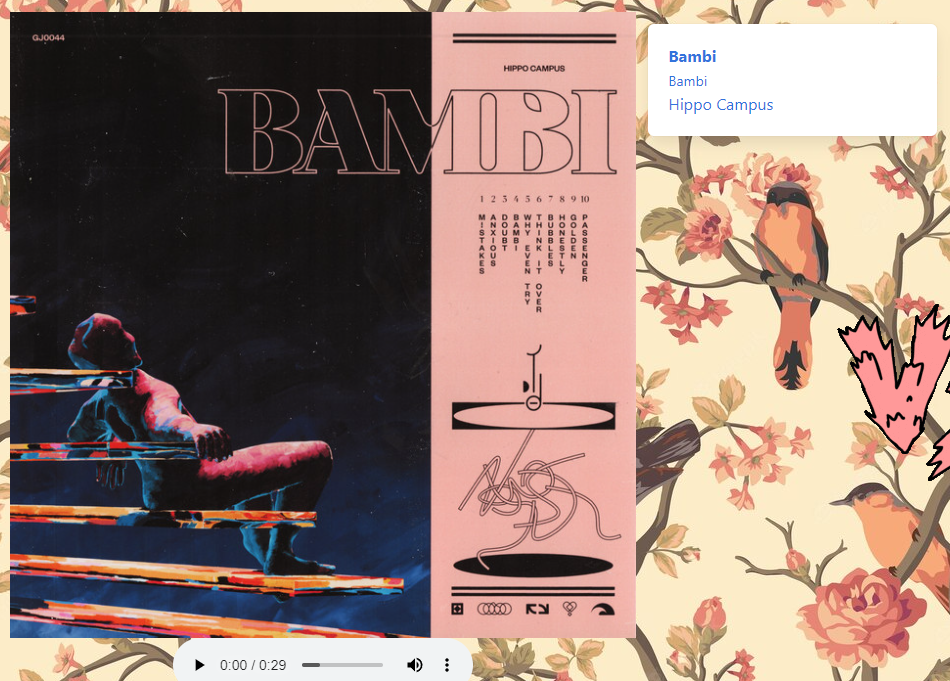 GJ0044
HIPPO CAMPUS
BAMBI
1 2 3 4 5 6 7 8 9 10
MISTAKES
ANXIOUS
DOUBT
BAMBI
WHY EVEN TRY
THINK IT OVER
BUBBLES
HONESTLY
GOLDEN
PASSENGER
Bambi
Bambi
Hippo Campus
0:00 / 0:29